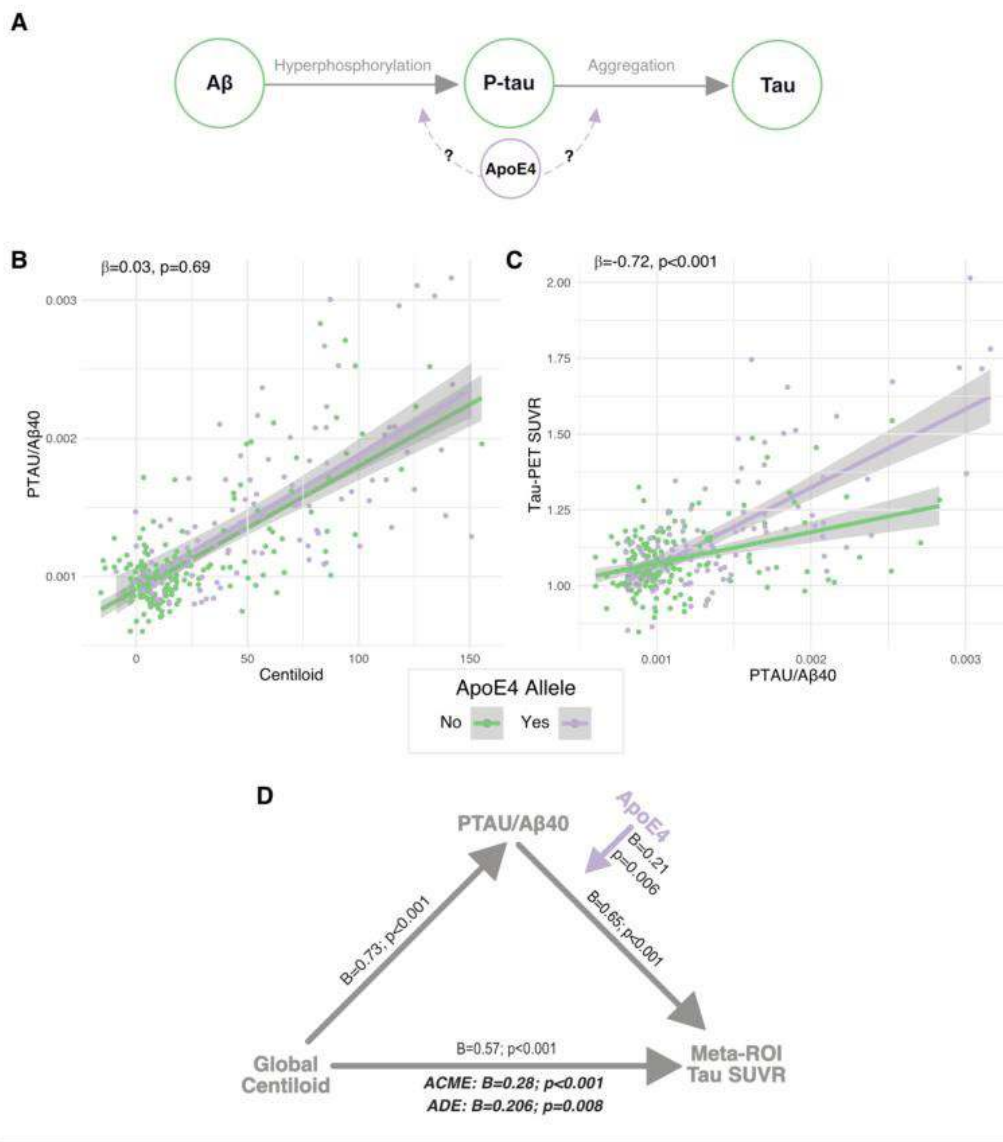 A
Aβ
Hyperphosphorylation
P-tau
Aggregation
Tau
?
ApoE4
?
B
β=0.03, p=0.69
PTAU/Aβ40
0.003
0.002
0.001
0
50
100
150
Centiloid
C
β=-0.72, p<0.001
Tau-PET SUVR
2.00
1.75
1.50
1.25
1.00
0.001
0.002
0.003
PTAU/Aβ40
ApoE4 Allele
No
Yes
D
PTAU/Aβ40
ApoE4
B=0.21
p=0.006
B=0.73; p<0.001
B=0.65; p<0.001
Global
Centiloid
B=0.57; p<0.001
ACME: B=0.28; p<0.001
ADE: B=0.206; p=0.008
Meta-ROI
Tau SUVR